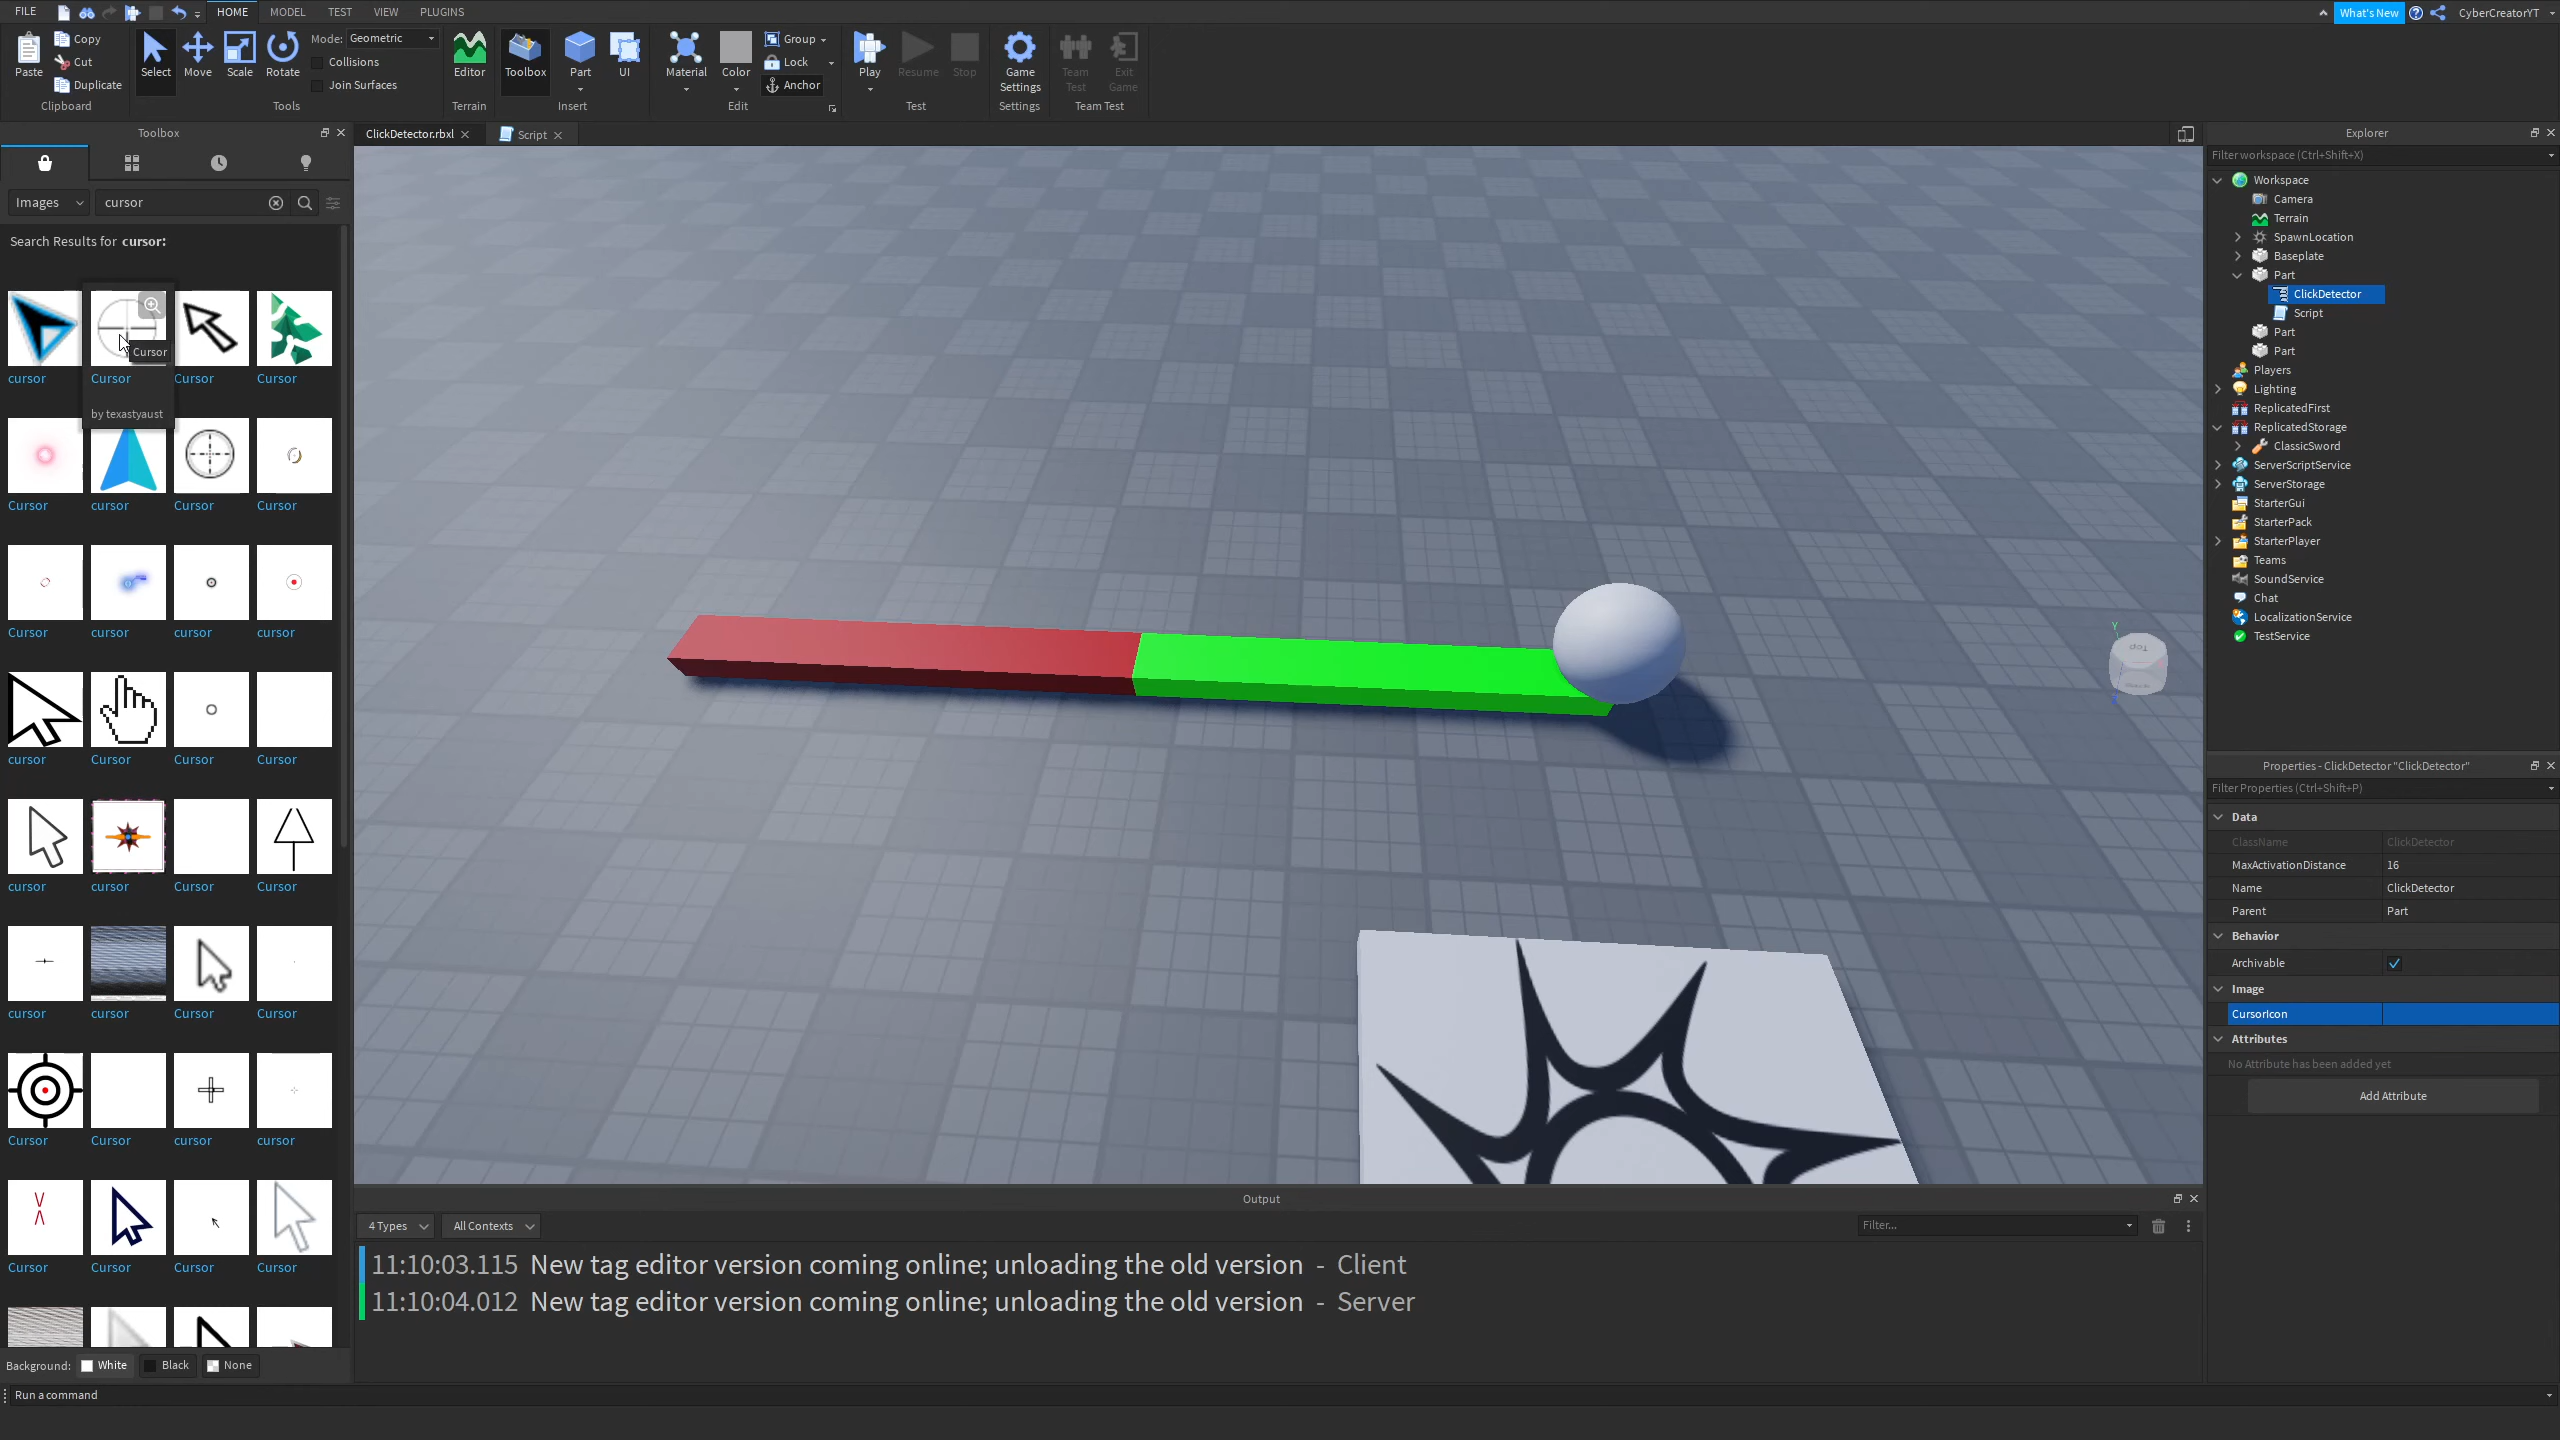 FILE
HOME
MODEL
TEST
VIEW
PLUGINS
What's New
CyberCreatorYT
Paste
Copy
Cut
Duplicate
Clipboard
Select
Move
Scale
Rotate
Mode: Geometric
Collisions
Join Surfaces
Tools
Editor
Terrain
Toolbox
Part
UI
Insert
Material
Color
Group
Lock
Anchor
Edit
Play
Resume
Stop
Test
Game
Settings
Settings
Team
Test
Exit
Game
Team Test
Toolbox
Images
cursor
Search Results for cursor:
Cursor
cursor
Cursor
Cursor
Cursor
by texastyaust
Cursor
cursor
Cursor
Cursor
Cursor
cursor
cursor
cursor
cursor
Cursor
Cursor
Cursor
cursor
cursor
Cursor
Cursor
cursor
cursor
Cursor
Cursor
Cursor
Cursor
cursor
cursor
Cursor
Cursor
Cursor
Cursor
Background:
White
Black
None
Run a command
ClickDetector.rbxl
Script
Top
Y
Output
4 Types
All Contexts
Filter...
11:10:03.115 New tag editor version coming online; unloading the old version - Client
11:10:04.012 New tag editor version coming online; unloading the old version - Server
Explorer
Filter workspace (Ctrl+Shift+X)
Workspace
Camera
Terrain
SpawnLocation
Baseplate
Part
ClickDetector
Script
Part
Part
Players
Lighting
ReplicatedFirst
ReplicatedStorage
ClassicSword
ServerScriptService
ServerStorage
StarterGui
StarterPack
StarterPlayer
Teams
SoundService
Chat
LocalizationService
TestService
Properties - ClickDetector "ClickDetector"
Filter Properties (Ctrl+Shift+P)
Data
ClassName ClickDetector
MaxActivationDistance 16
Name ClickDetector
Parent Part
Behavior
Archivable
Image
CursorIcon
Attributes
No Attribute has been added yet
Add Attribute